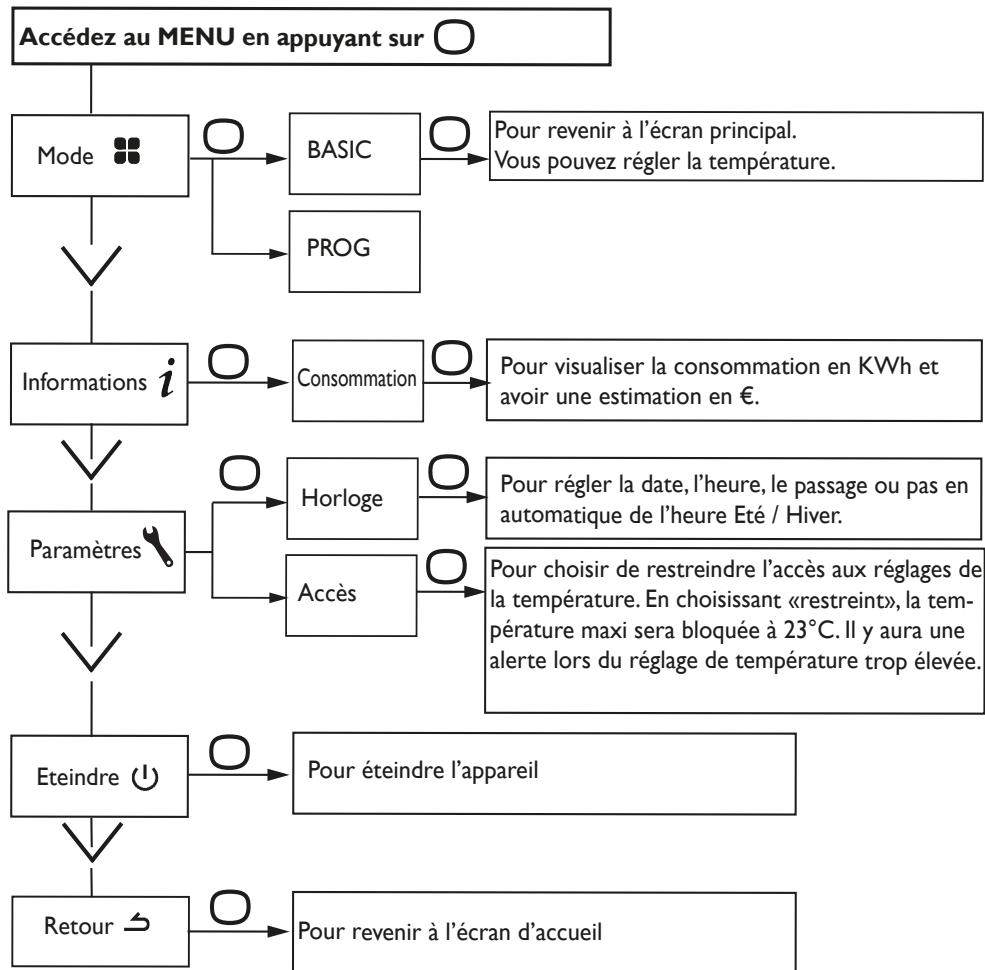 Accédez au MENU en appuyant sur
Mode
BASIC
Pour revenir à l'écran principal.
Vous pouvez régler la température.
PROG
Informations i
Consommation
Pour visualiser la consommation en KWh et
avoir une estimation en €.
Paramètres
Horloge
Pour régler la date, l'heure, le passage ou pas en
automatique de l'heure Eté / Hiver.
Accès
Pour choisir de restreindre l'accès aux réglages de
la température. En choisissant «restreint», la tem-
pérature maxi sera bloquée à 23°C. Il y aura une
alerte lors du réglage de température trop élevée.
Eteindre
Pour éteindre l'appareil
Retour
Pour revenir à l'écran d'accueil